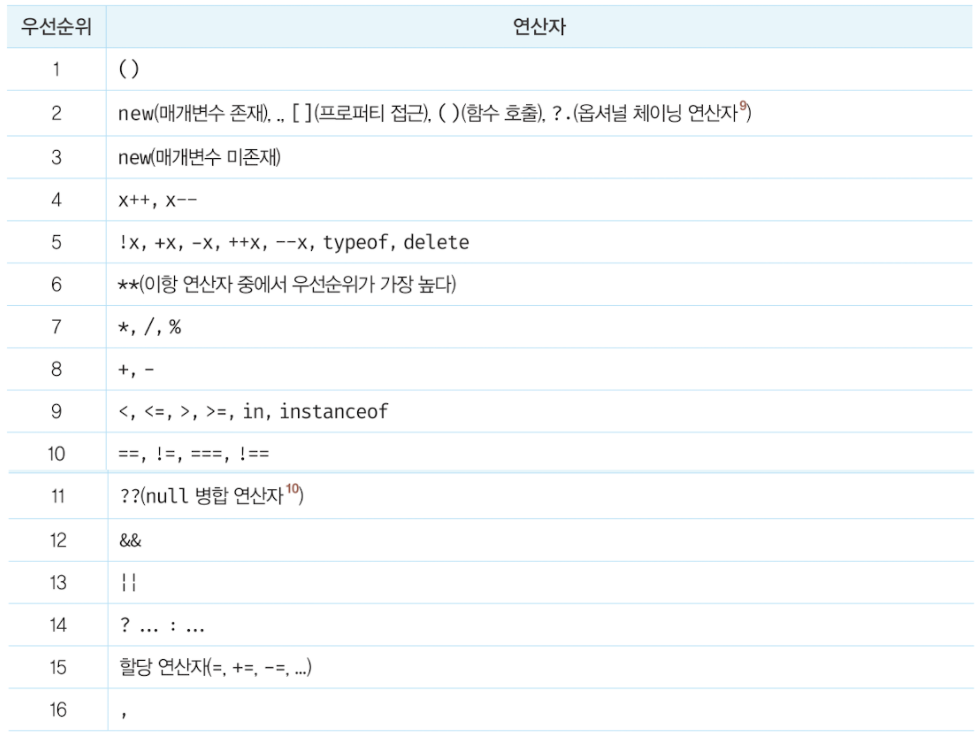 우선순위 연산자
1 ()
2 new(매개변수 존재), ., [](프로퍼티 접근), ()(함수 호출), ?.(옵셔널 체이닝 연산자9)
3 new(매개변수 미존재)
4 x++, x--
5 !x, +x, -x, ++x, --x, typeof, delete
6 **(이항 연산자 중에서 우선순위가 가장 높다)
7 *, /, %
8 +, -
9 <, <=, >, >=, in, instanceof
10 ==, !=, ===, !==
11 ??(null 병합 연산자10)
12 &&
13 ||
14 ? ... : ...
15 할당 연산자(=, +=, -=, ...)
16 ,